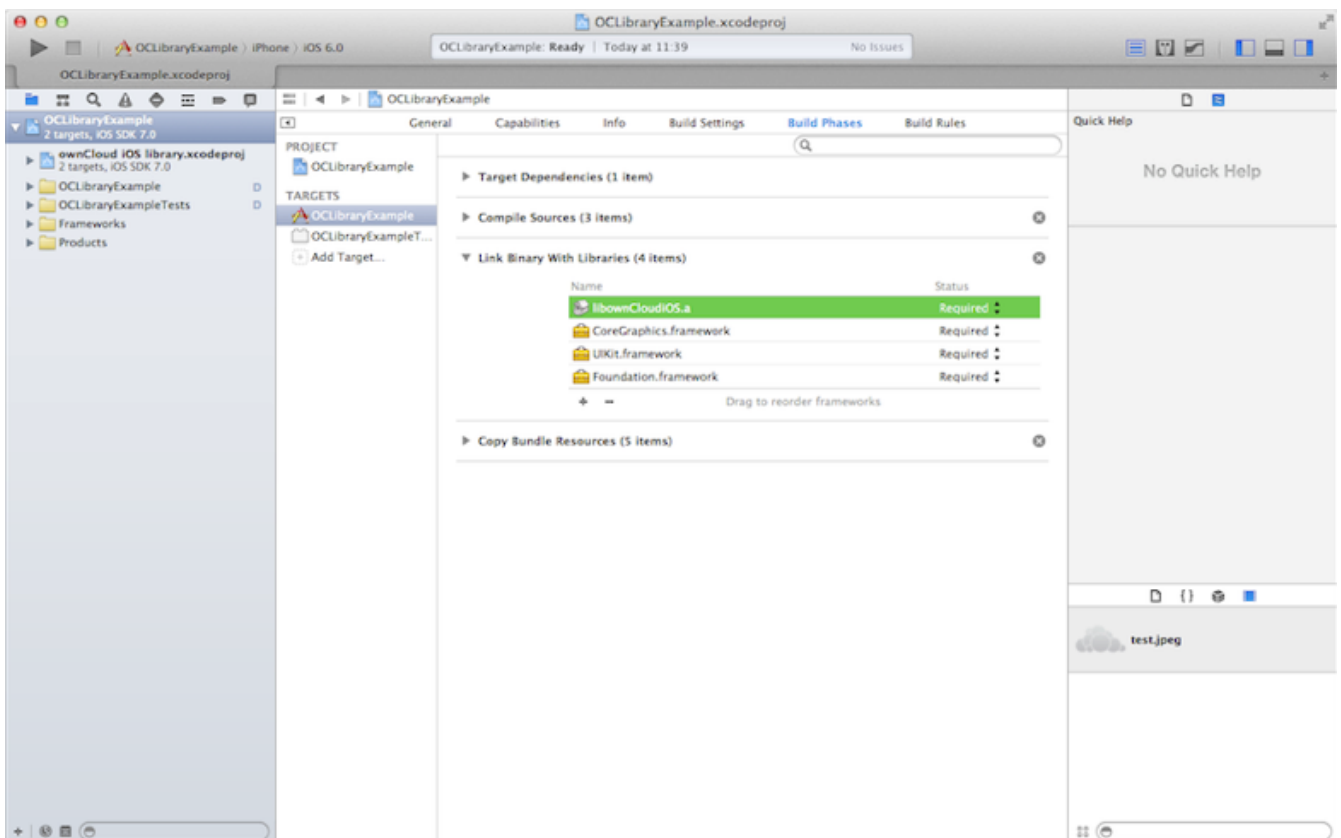 OCLibraryExample.xcodeproj
OCLibraryExample ⟩ iPhone ⟩ iOS 6.0
OCLibraryExample: Ready | Today at 11:39
No Issues
OCLibraryExample.xcodeproj
OCLibraryExample
2 targets, iOS SDK 7.0
ownCloud iOS library.xcodeproj
2 targets, iOS SDK 7.0
OCLibraryExample D
OCLibraryExampleTests D
Frameworks
Products
OCLibraryExample
General Capabilities Info Build Settings Build Phases Build Rules
PROJECT
OCLibraryExample
TARGETS
OCLibraryExample
OCLibraryExampleT...
Add Target...
Target Dependencies (1 item)
Compile Sources (3 items)
Link Binary With Libraries (4 items)
Name Status
libownCloudiOS.a Required
CoreGraphics.framework Required
UIKit.framework Required
Foundation.framework Required
+ − Drag to reorder frameworks
Copy Bundle Resources (5 items)
Quick Help
No Quick Help
{}
test.jpeg